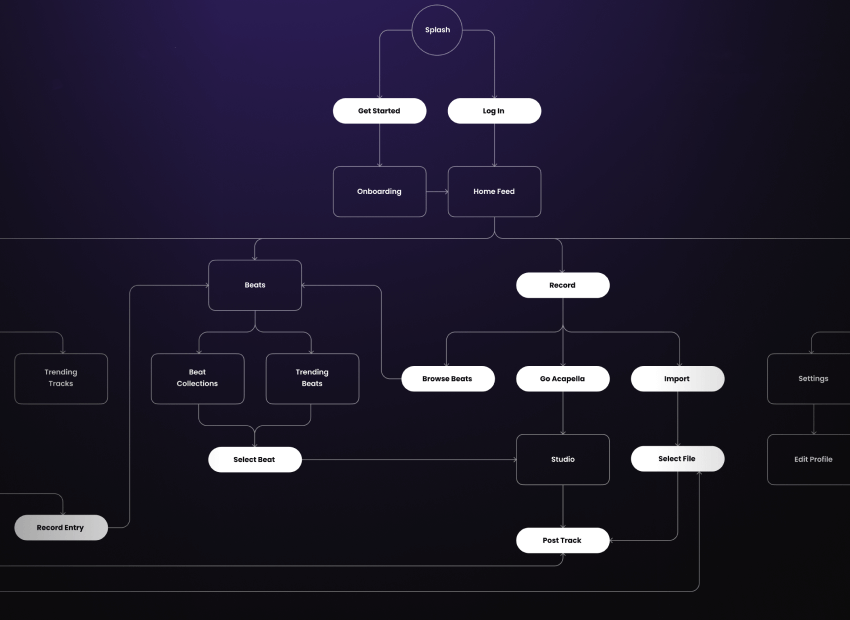 Splash
Get Started
Log In
Onboarding
Home Feed
Beats
Record
Trending
Tracks
Beat
Collections
Trending
Beats
Browse Beats
Go Acapella
Import
Settings
Select Beat
Studio
Select File
Edit Profile
Record Entry
Post Track